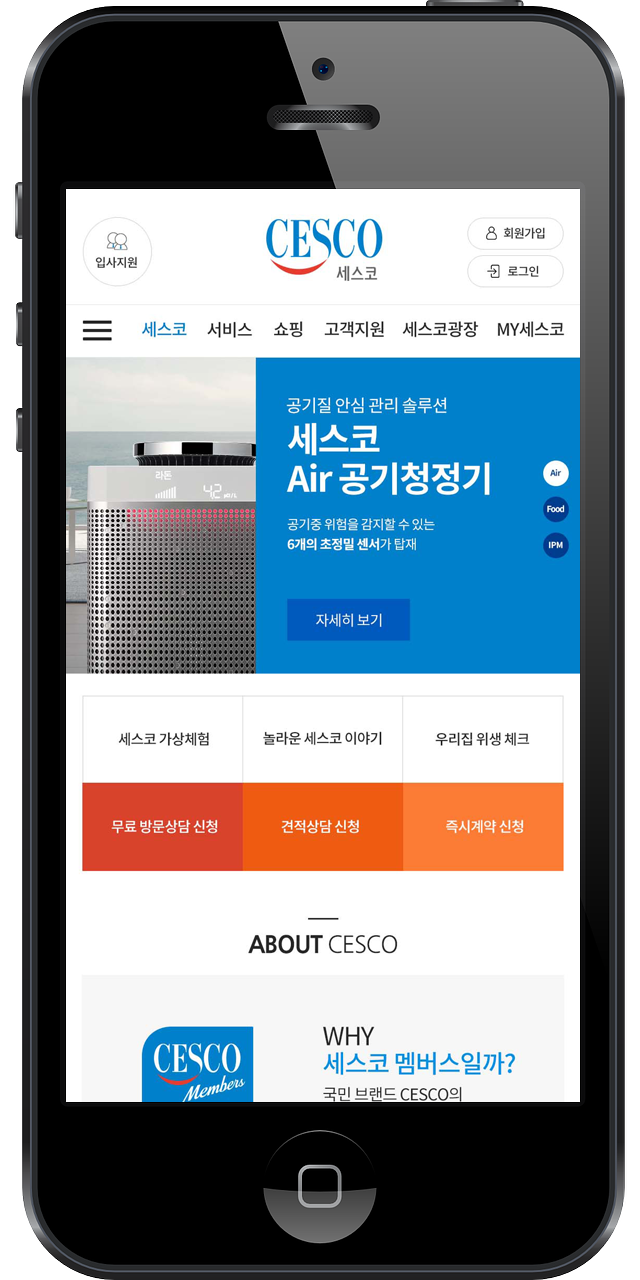 입사지원
CESCO
세스코
회원가입
로그인
세스코 서비스 쇼핑 고객지원 세스코광장 MY세스코
공기질 안심 관리 솔루션
세스코
Air 공기청정기
공기중 위험을 감지할 수 있는
6개의 초정밀 센서가 탑재
자세히 보기
Air
Food
IPM
라돈
4.2 pCi/L
세스코 가상체험 놀라운 세스코 이야기 우리집 위생 체크
무료 방문상담 신청 견적상담 신청 즉시계약 신청
ABOUT CESCO
CESCO
Members
WHY
세스코 멤버스일까?
국민 브랜드 CESCO의